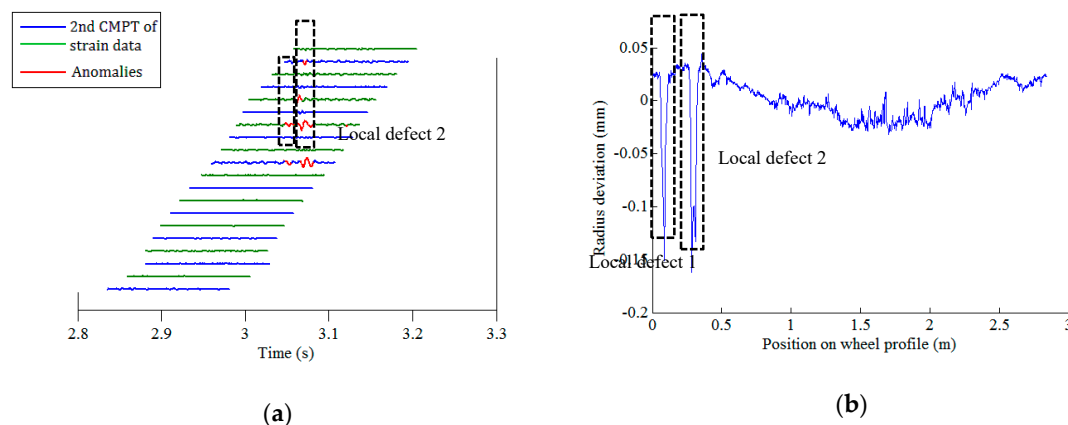 2nd CMPT of
strain data
Anomalies
Local defect 2
2.8 2.9 3 3.1 3.2 3.3
Time (s)
(a)
0.05
0
-0.05
-0.1
-0.15
-0.2
Radius deviation (mm)
Local defect 2
Local defect 1
0 0.5 1 1.5 2 2.5 3
Position on wheel profile (m)
(b)